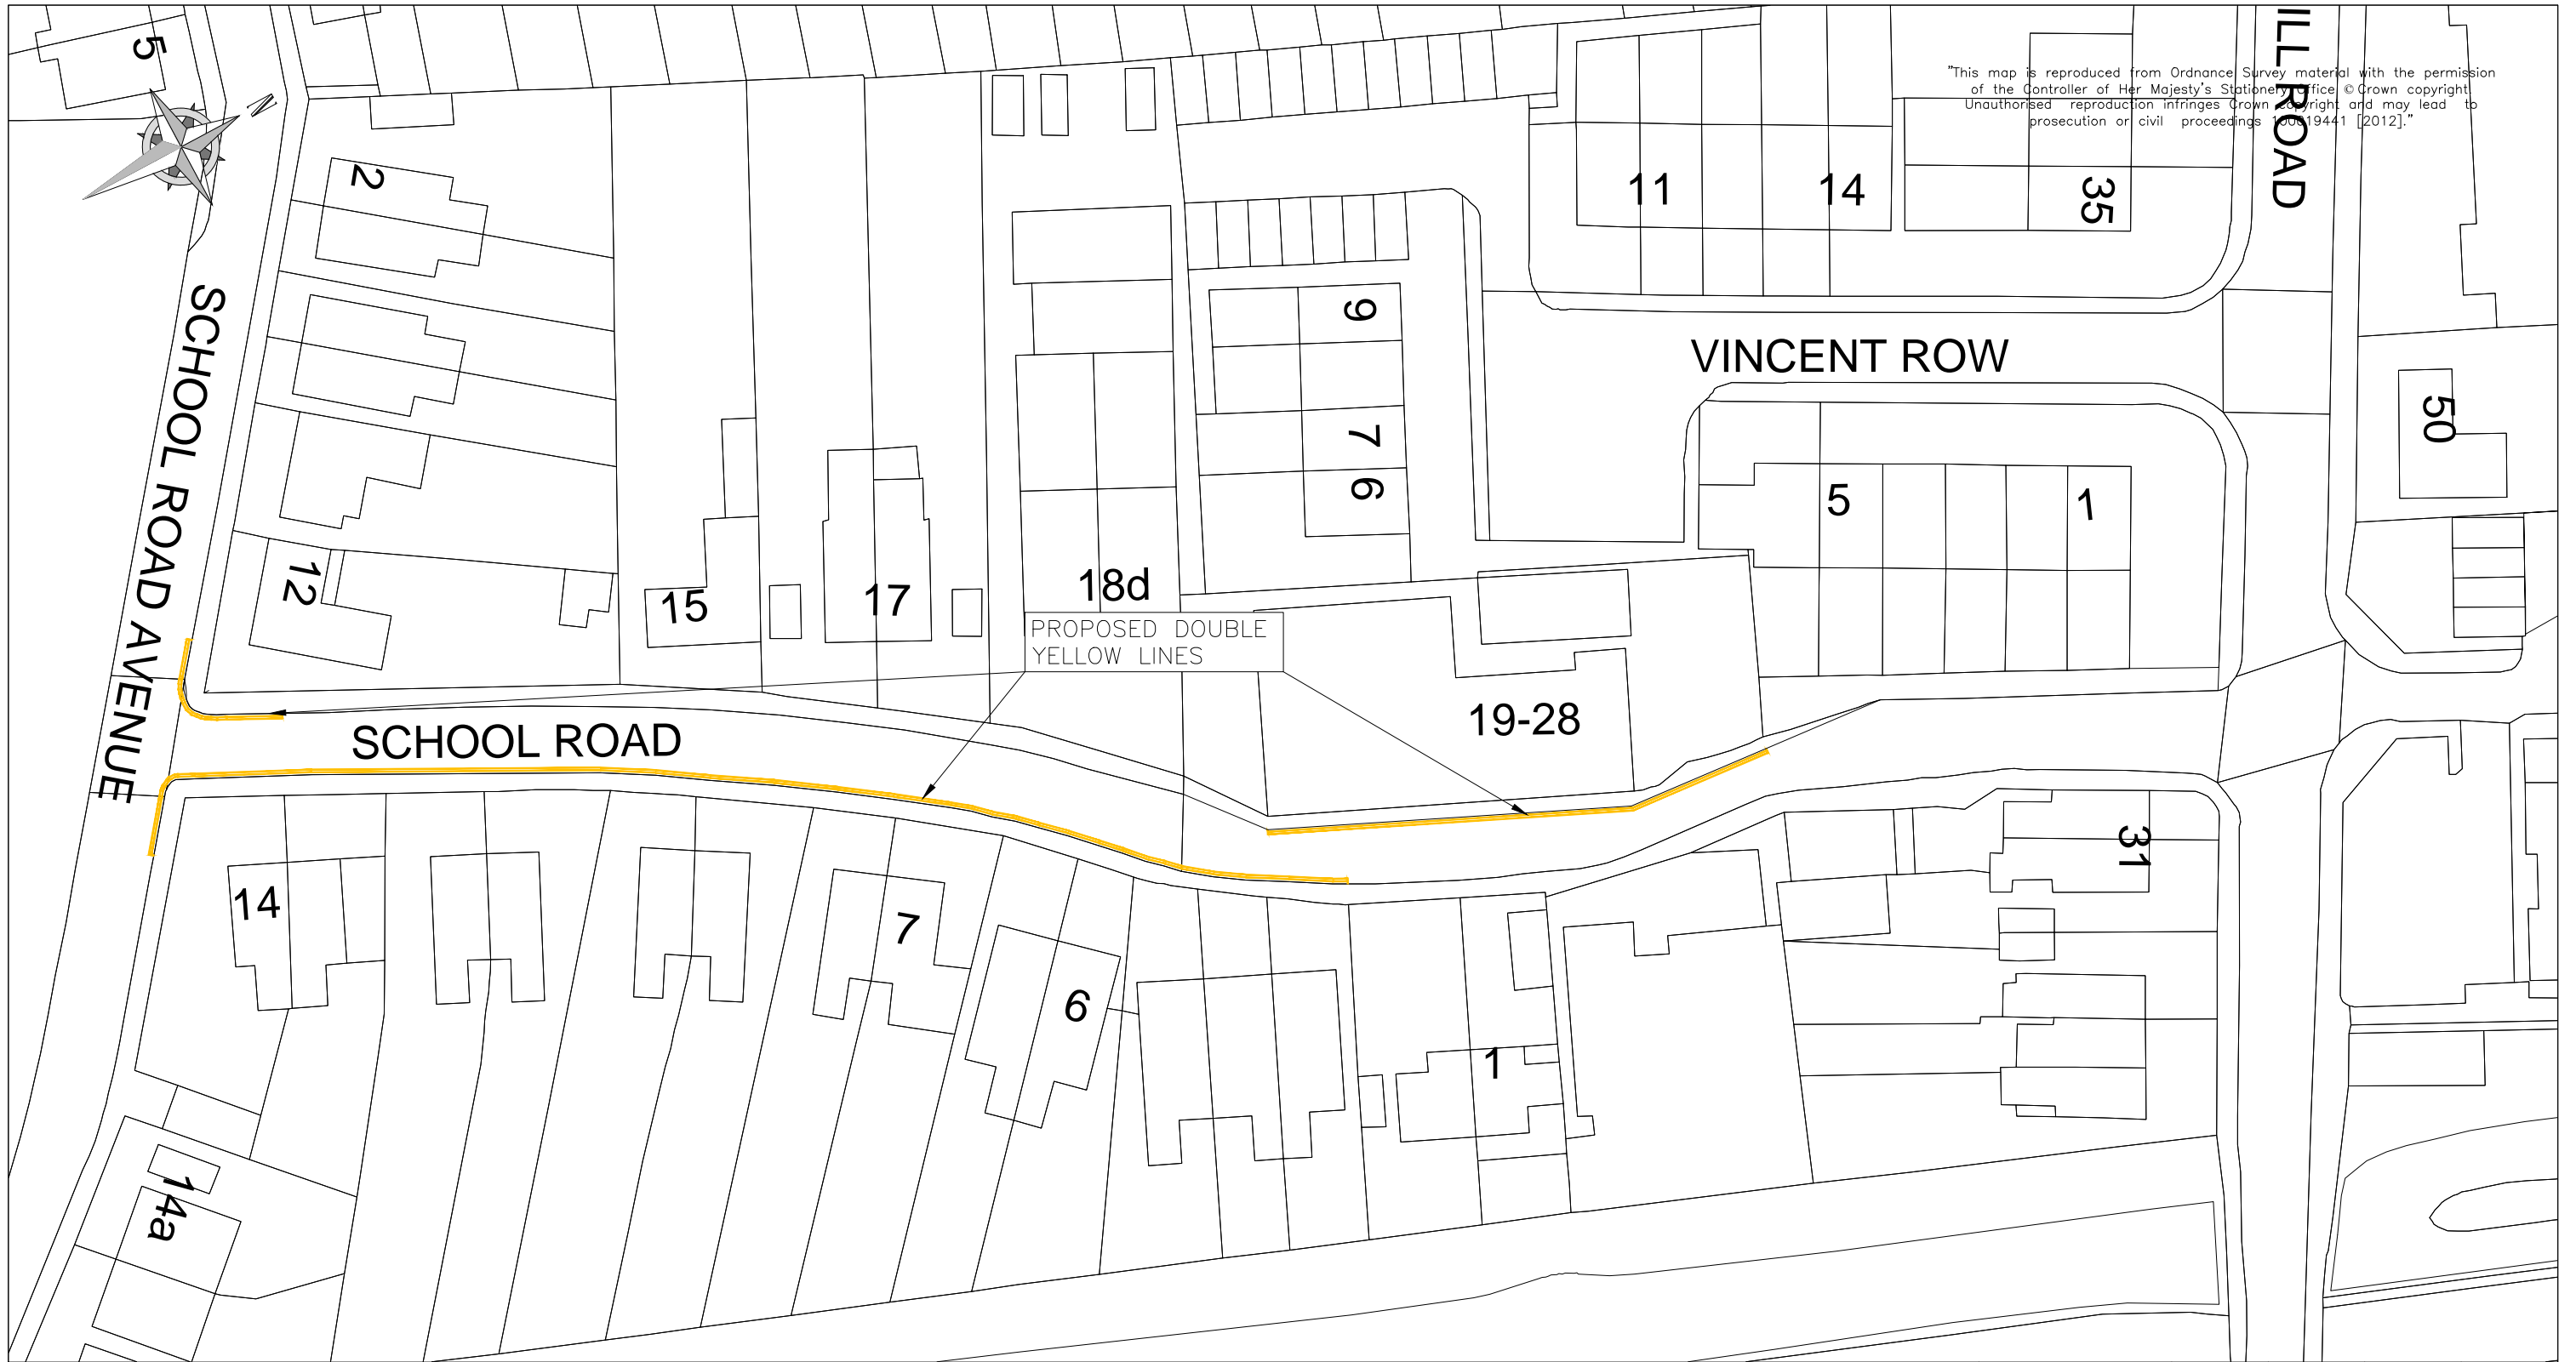 5
N
ILL ROAD
"This map is reproduced from Ordnance Survey material with the permission
of the Controller of Her Majesty's Stationery Office © Crown copyright.
Unauthorised reproduction infringes Crown copyright and may lead to
prosecution or civil proceedings 100019441 [2012]."
2
11
14
35
SCHOOL ROAD AVENUE
9
VINCENT ROW
7
6
5
1
50
12
15
17
18d
PROPOSED DOUBLE
YELLOW LINES
19-28
SCHOOL ROAD
31
14
7
6
1
14a